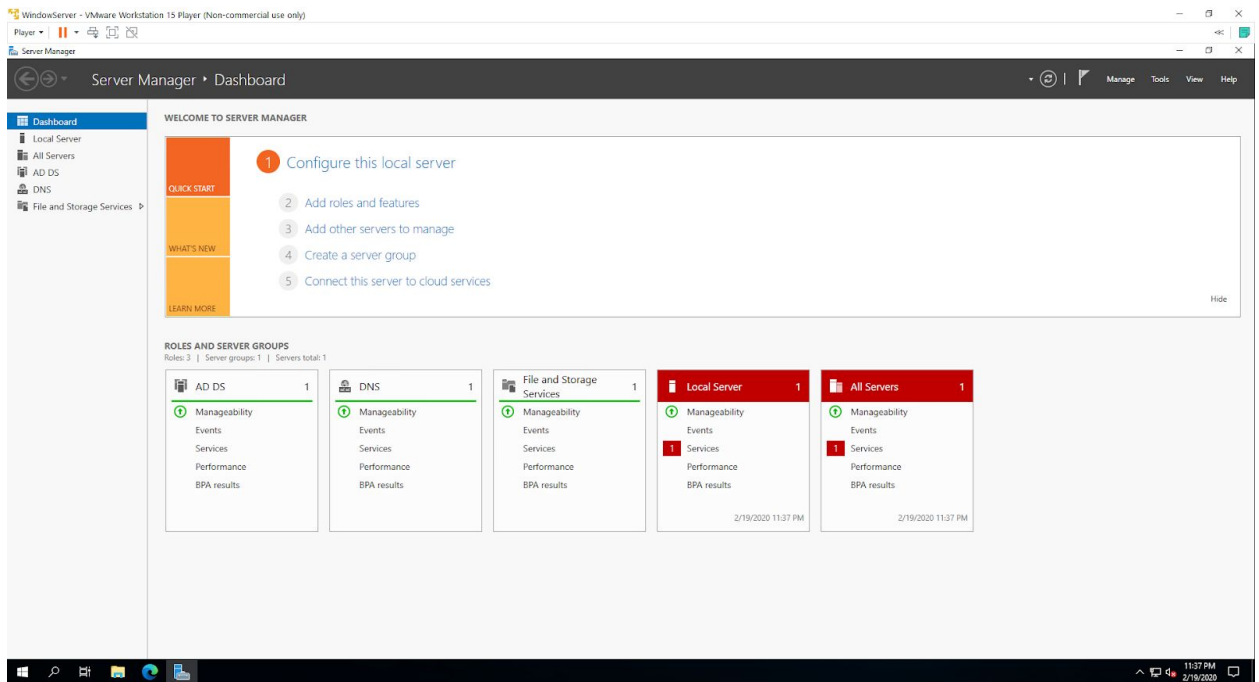 WindowServer - VMware Workstation 15 Player (Non-commercial use only)
Player
Server Manager
Server Manager • Dashboard
Manage Tools View Help
Dashboard
Local Server
All Servers
AD DS
DNS
File and Storage Services
WELCOME TO SERVER MANAGER
QUICK START
WHAT'S NEW
LEARN MORE
1 Configure this local server
2 Add roles and features
3 Add other servers to manage
4 Create a server group
5 Connect this server to cloud services
Hide
ROLES AND SERVER GROUPS
Roles: 3 | Server groups: 1 | Servers total: 1
AD DS 1
Manageability
Events
Services
Performance
BPA results
DNS 1
Manageability
Events
Services
Performance
BPA results
File and Storage
Services 1
Manageability
Events
Services
Performance
BPA results
Local Server 1
Manageability
Events
1 Services
Performance
BPA results
2/19/2020 11:37 PM
All Servers 1
Manageability
Events
1 Services
Performance
BPA results
2/19/2020 11:37 PM
11:37 PM
2/19/2020